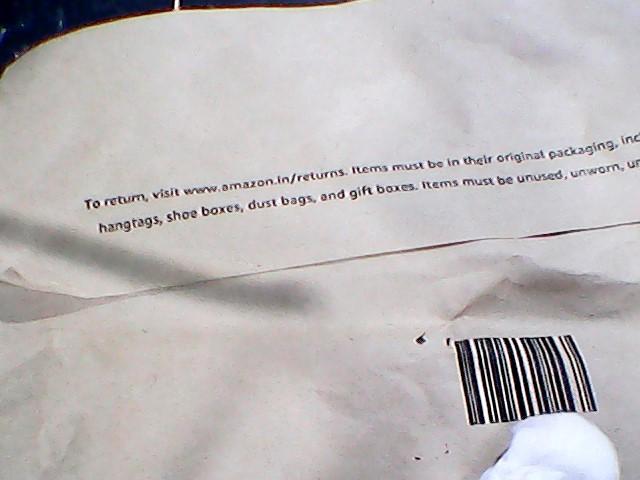 To return, visit www.amazon.in/returns. Items must be in their original packaging,
hangtags, shoe boxes, dust bags, and gift boxes. Items must be unused, unworn,